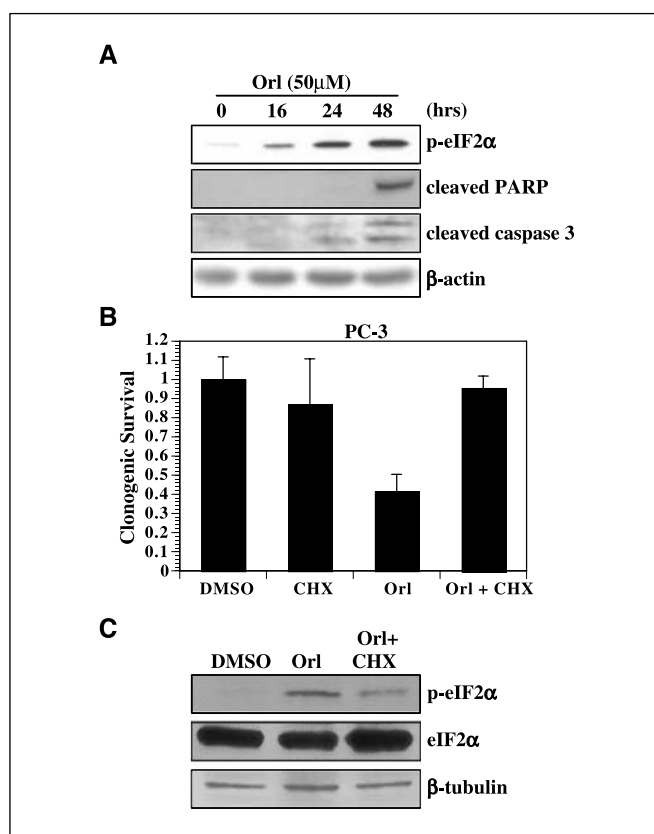 A
Orl (50μM)
0 16 24 48 (hrs)
p-eIF2α
cleaved PARP
cleaved caspase 3
β-actin
B
PC-3
Clonogenic Survival
1.2
1.1
1
0.9
0.8
0.7
0.6
0.5
0.4
0.3
0.2
0.1
0
DMSO CHX Orl Orl + CHX
C
DMSO Orl Orl+
CHX
p-eIF2α
eIF2α
β-tubulin